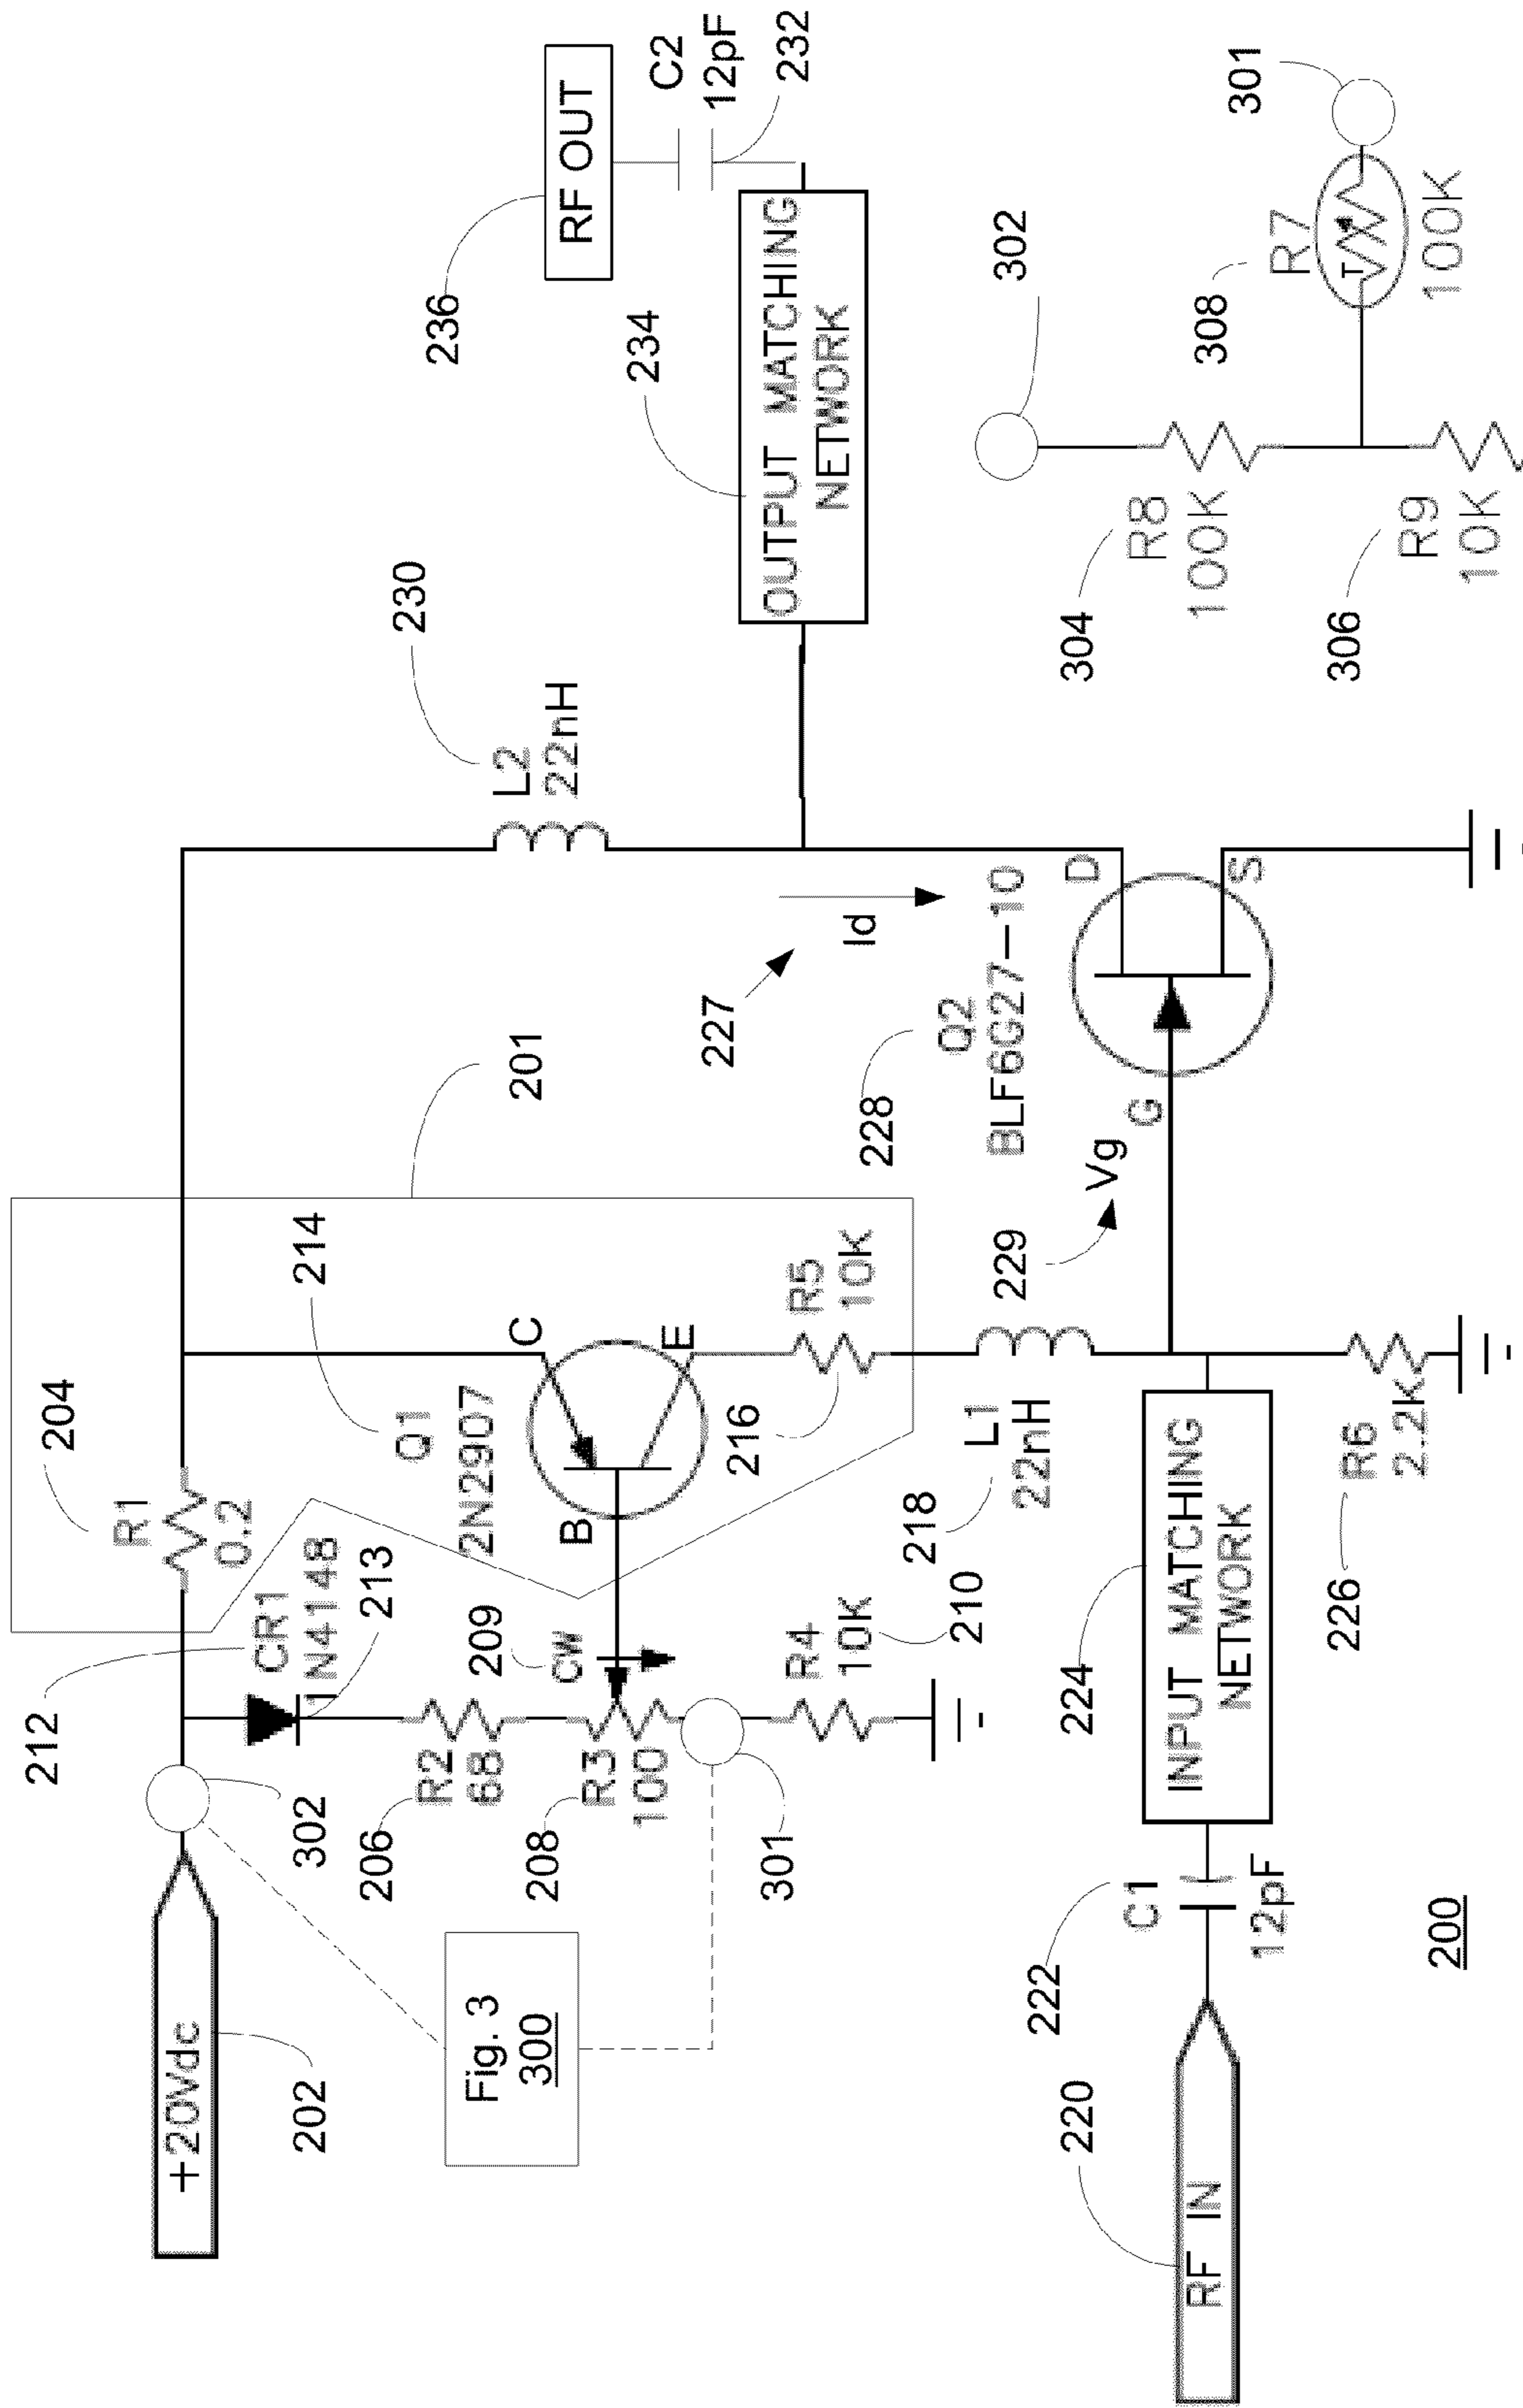 +20Vdc
202
302
212
CR1
1N4148
213
R1
0.2
204
201
214
Q1
2N2907
B
C
E
Fig. 3
300
206
R2
68
208
R3
100
209
CW
301
R4
10K
210
216
R5
10K
218
L1
22nH
229
Vg
227
Id
230
L2
22nH
228
Q2
BLF6G27-10
G
D
S
236
RF OUT
C2
12pF
232
234
OUTPUT MATCHING
NETWORK
220
RF IN
222
C1
12pF
224
INPUT MATCHING
NETWORK
226
R6
2.2K
200
302
304
R8
100K
306
R9
10K
308
R7
T
100K
301